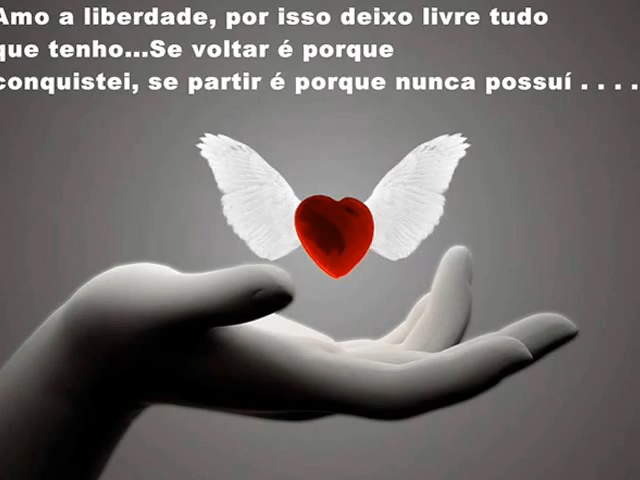 Amo a liberdade, por isso deixo livre tudo
que tenho...Se voltar é porque
conquistei, se partir é porque nunca possuí . . . .